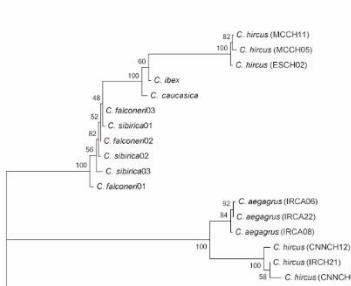 82
C. hircus (MCCH11)
100
C. hircus (MCCH05)
60
C. hircus (ESCH02)
100
C. ibex
C. caucasica
48
C. falconeri03
52
C. sibirica01
82
C. falconeri02
56
C. sibirica02
C. sibirica03
100
C. falconeri01
92
C. aegagrus (IRCA06)
84
C. aegagrus (IRCA22)
C. aegagrus (IRCA08)
100
C. hircus (CNNCH12)
100
C. hircus (IRCH21)
58
C. hircus (CNNCH